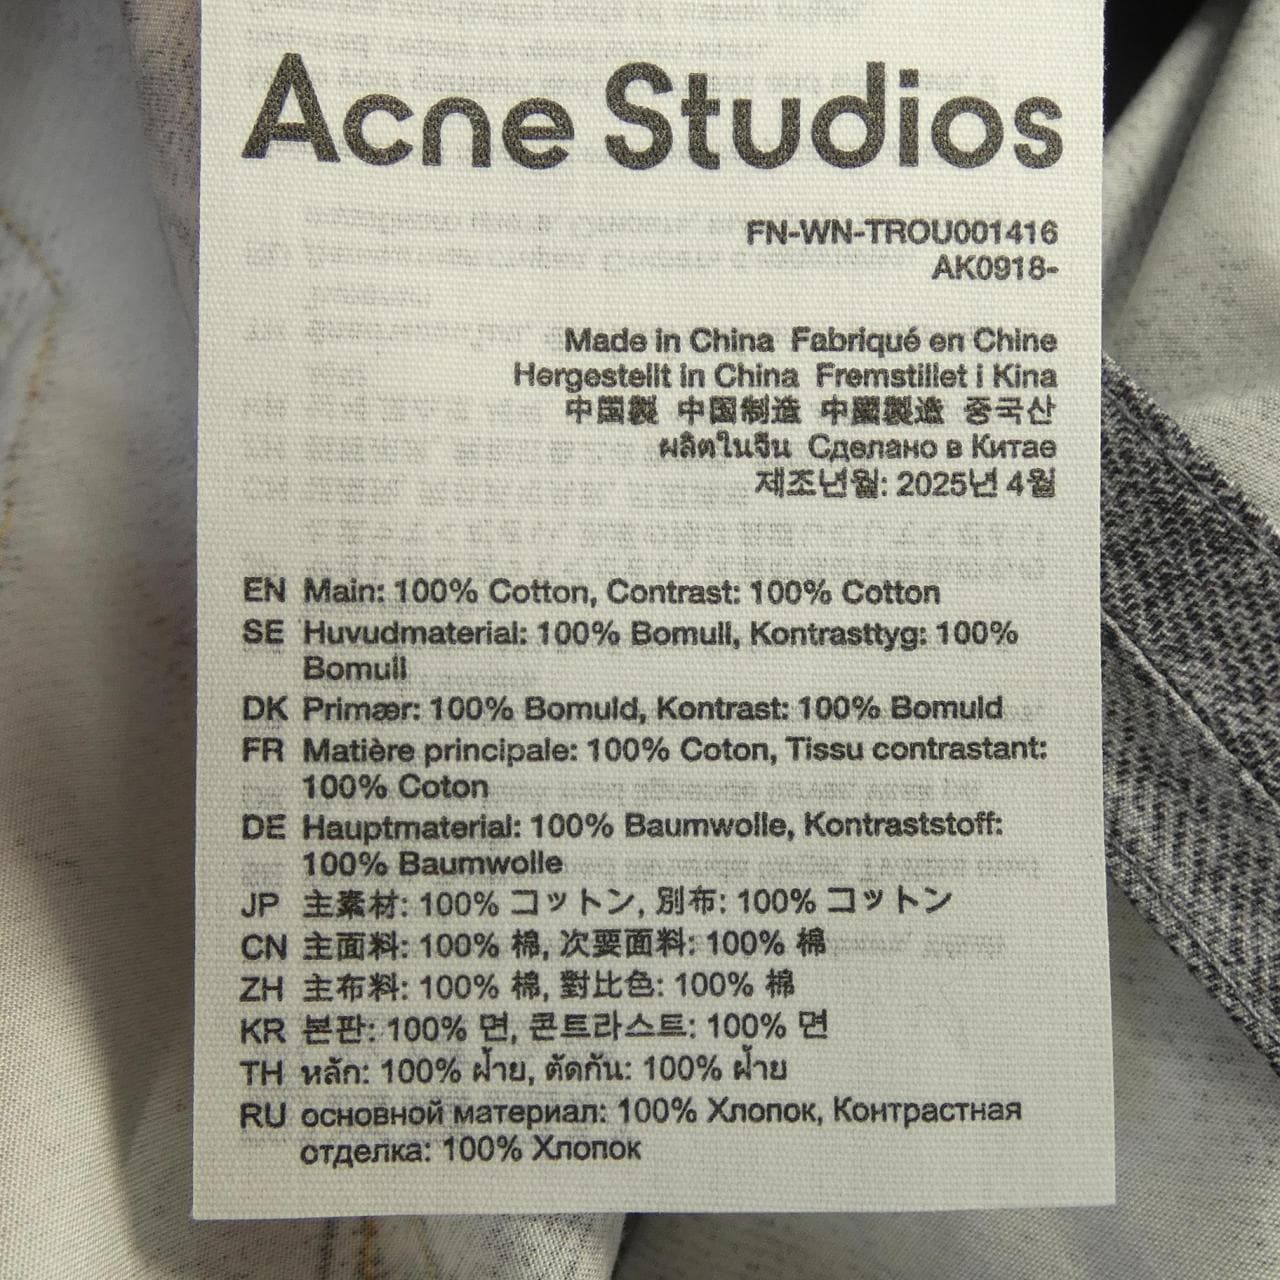 Acne Studios
FN-WN-TROU001416
AK0918-
Made in China Fabriqué en Chine
Hergestellt in China Fremstillet i Kina
中国製 中国制造 中國製造 중국산
ผลิตในจีน Сделано в Китае
제조년월: 2025년 4월
EN Main: 100% Cotton, Contrast: 100% Cotton
SE Huvudmaterial: 100% Bomull, Kontrasttyg: 100%
Bomull
DK Primær: 100% Bomuld, Kontrast: 100% Bomuld
FR Matière principale: 100% Coton, Tissu contrastant:
100% Coton
DE Hauptmaterial: 100% Baumwolle, Kontraststoff:
100% Baumwolle
JP 主素材: 100% コットン, 別布: 100% コットン
CN 主面料: 100% 棉, 次要面料: 100% 棉
ZH 主布料: 100% 棉, 對比色: 100% 棉
KR 본판: 100% 면, 콘트라스트: 100% 면
TH หลัก: 100% ฝ้าย, ตัดกัน: 100% ฝ้าย
RU основной материал: 100% Хлопок, Контрастная
отделка: 100% Хлопок